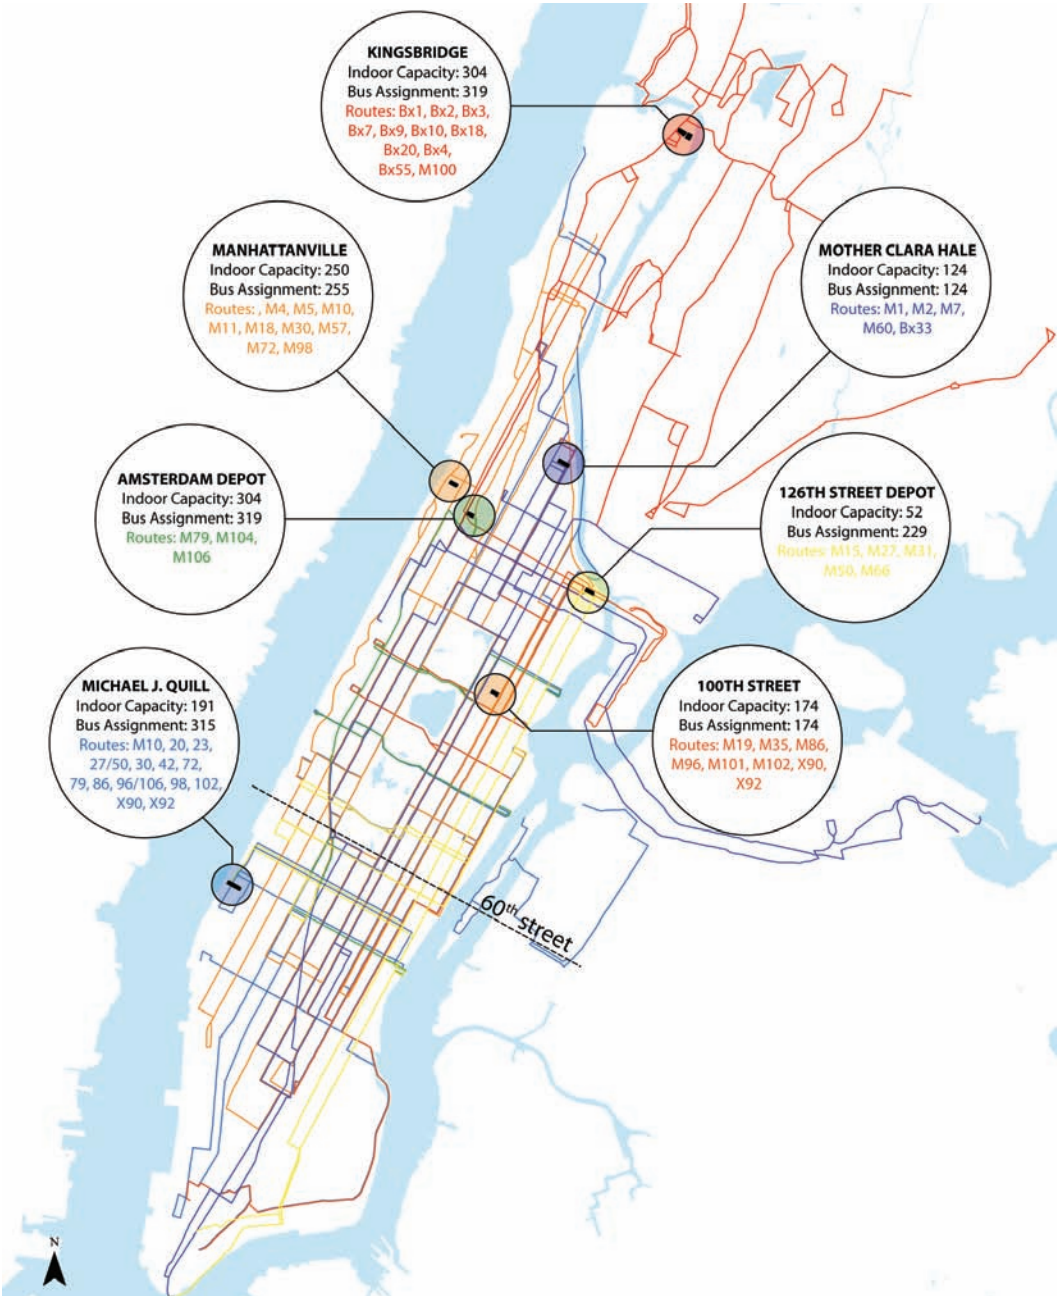 KINGSBRIDGE
Indoor Capacity: 304
Bus Assignment: 319
Routes: Bx1, Bx2, Bx3,
Bx7, Bx9, Bx10, Bx18,
Bx20, Bx4,
Bx55, M100
MANHATTANVILLE
Indoor Capacity: 250
Bus Assignment: 255
Routes: , M4, M5, M10,
M11, M18, M30, M57,
M72, M98
MOTHER CLARA HALE
Indoor Capacity: 124
Bus Assignment: 124
Routes: M1, M2, M7,
M60, Bx33
AMSTERDAM DEPOT
Indoor Capacity: 304
Bus Assignment: 319
Routes: M79, M104,
M106
126TH STREET DEPOT
Indoor Capacity: 52
Bus Assignment: 229
Routes: M15, M27, M31,
M50, M66
MICHAEL J. QUILL
Indoor Capacity: 191
Bus Assignment: 315
Routes: M10, 20, 23,
27/50, 30, 42, 72,
79, 86, 96/106, 98, 102,
X90, X92
100TH STREET
Indoor Capacity: 174
Bus Assignment: 174
Routes: M19, M35, M86,
M96, M101, M102, X90,
X92
60th street
N